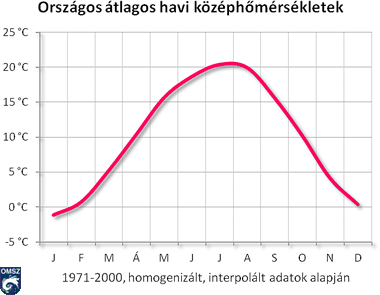 Országos átlagos havi középhőmérsékletek
25 °C
20 °C
15 °C
10 °C
5 °C
0 °C
-5 °C
J F M Á M J J A S O N D
OMSZ
1971-2000, homogenizált, interpolált adatok alapján